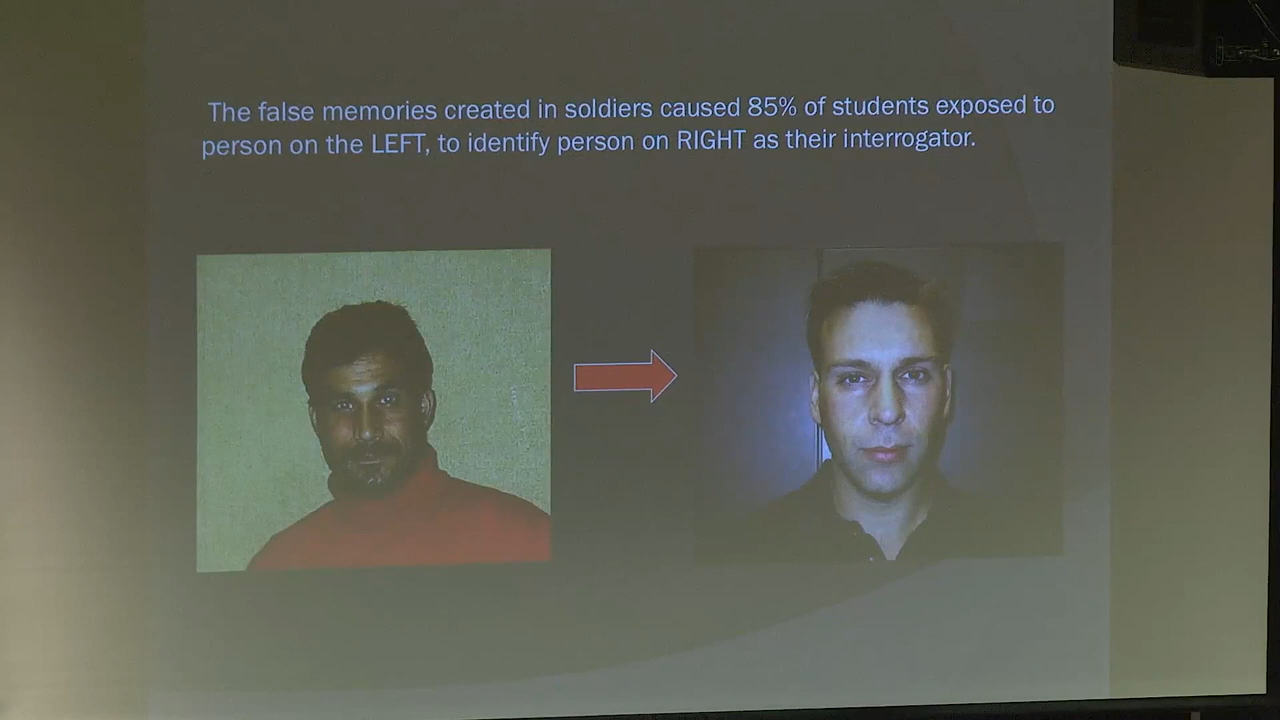 The false memories created in soldiers caused 85% of students exposed to
person on the LEFT, to identify person on RIGHT as their interrogator.